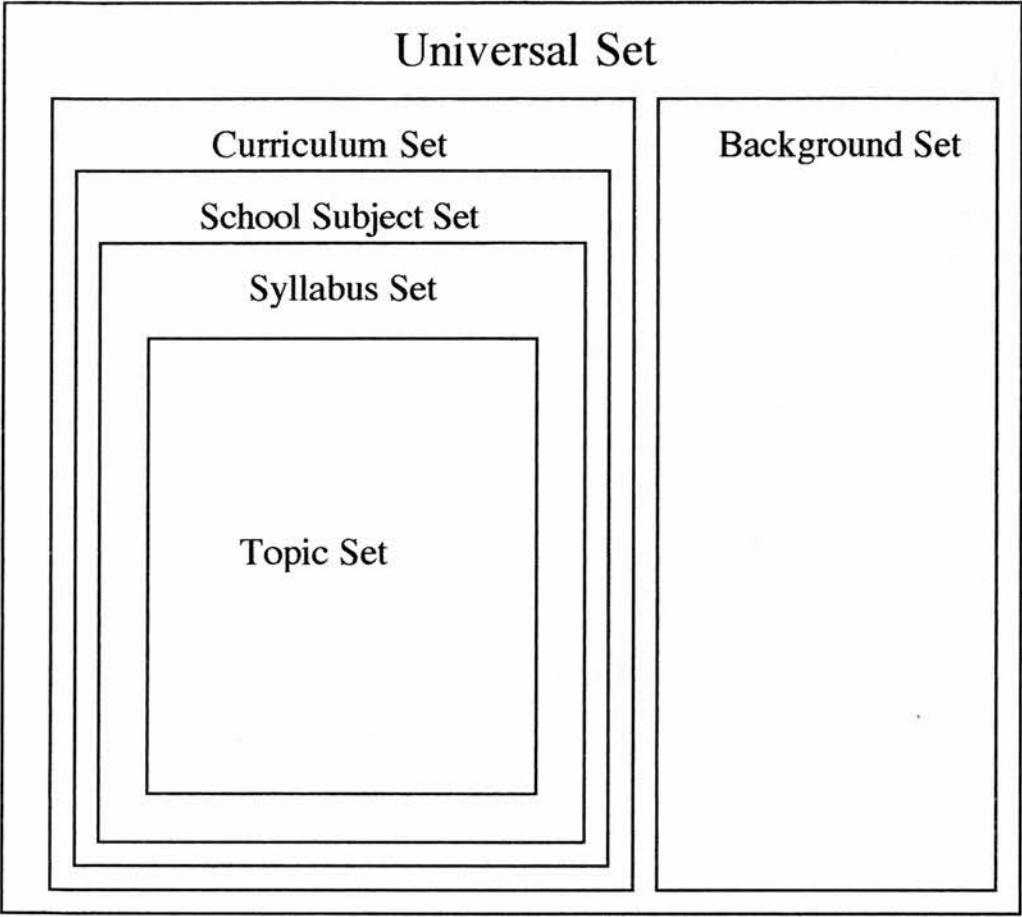 Universal Set
Curriculum Set
Background Set
School Subject Set
Syllabus Set
Topic Set